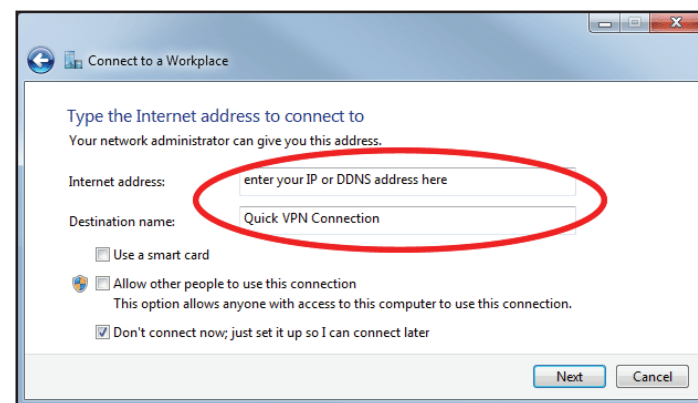 Connect to a Workplace
Type the Internet address to connect to
Your network administrator can give you this address.
Internet address: enter your IP or DDNS address here
Destination name: Quick VPN Connection
Use a smart card
Allow other people to use this connection
This option allows anyone with access to this computer to use this connection.
Don't connect now; just set it up so I can connect later
Next Cancel